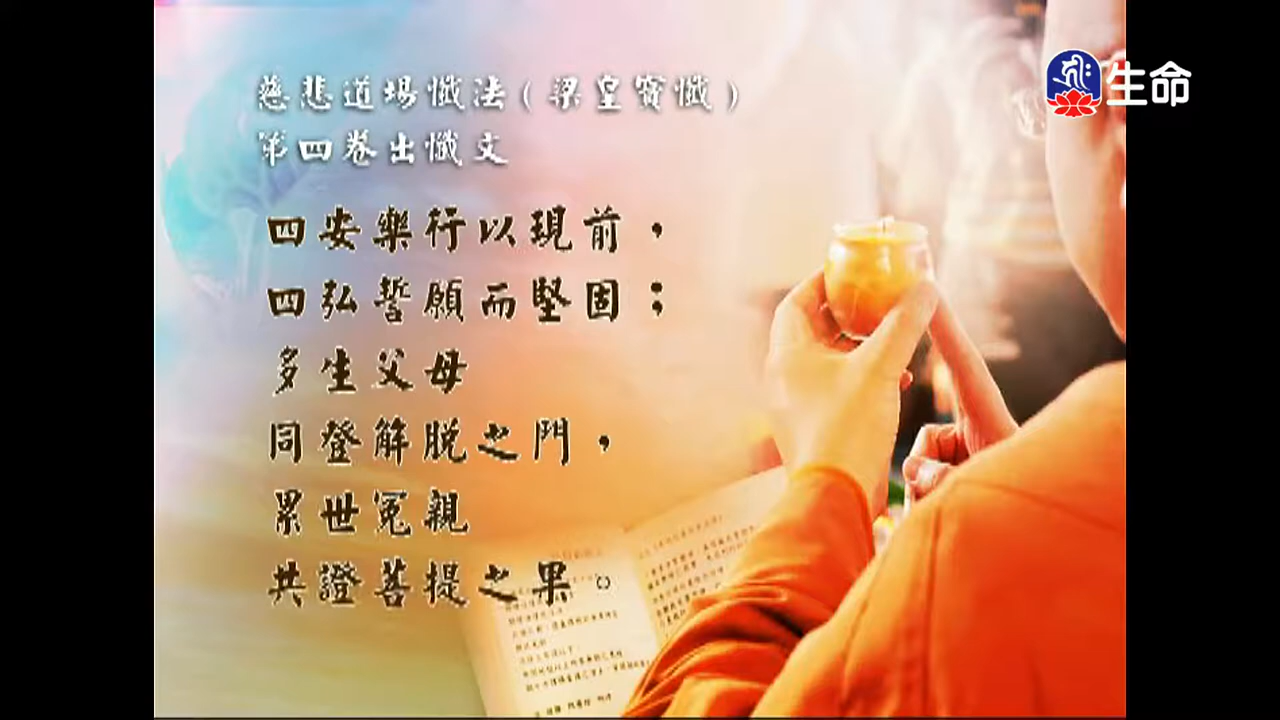 慈悲道場懺法（梁皇寶懺）
第四卷出懺文
生命
四安樂行以現前，
四弘誓願而堅固；
多生父母
同登解脫之門，
累世冤親
共證菩提之果。